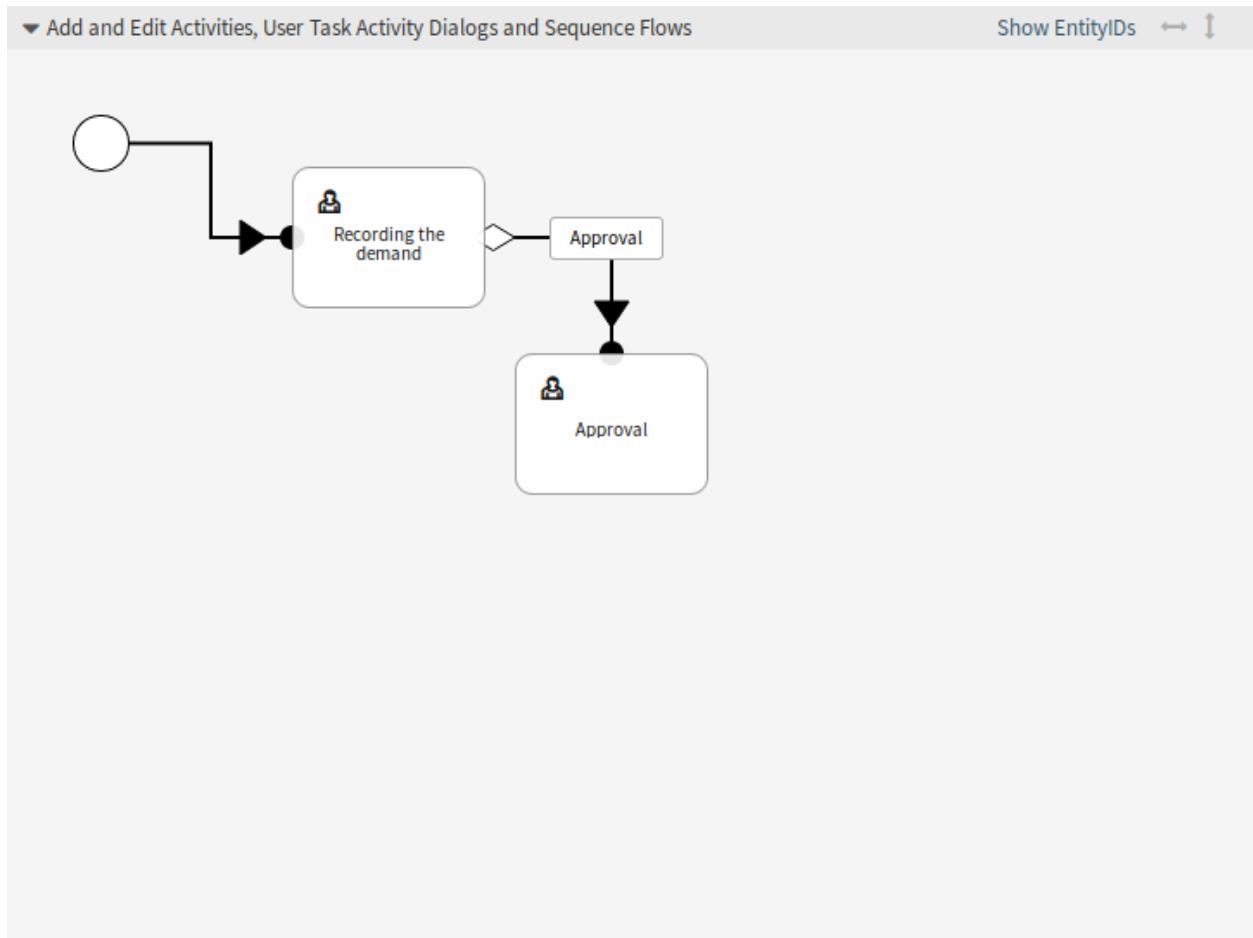 Add and Edit Activities, User Task Activity Dialogs and Sequence Flows
Show EntityIDs
Recording the
demand
Approval
Approval